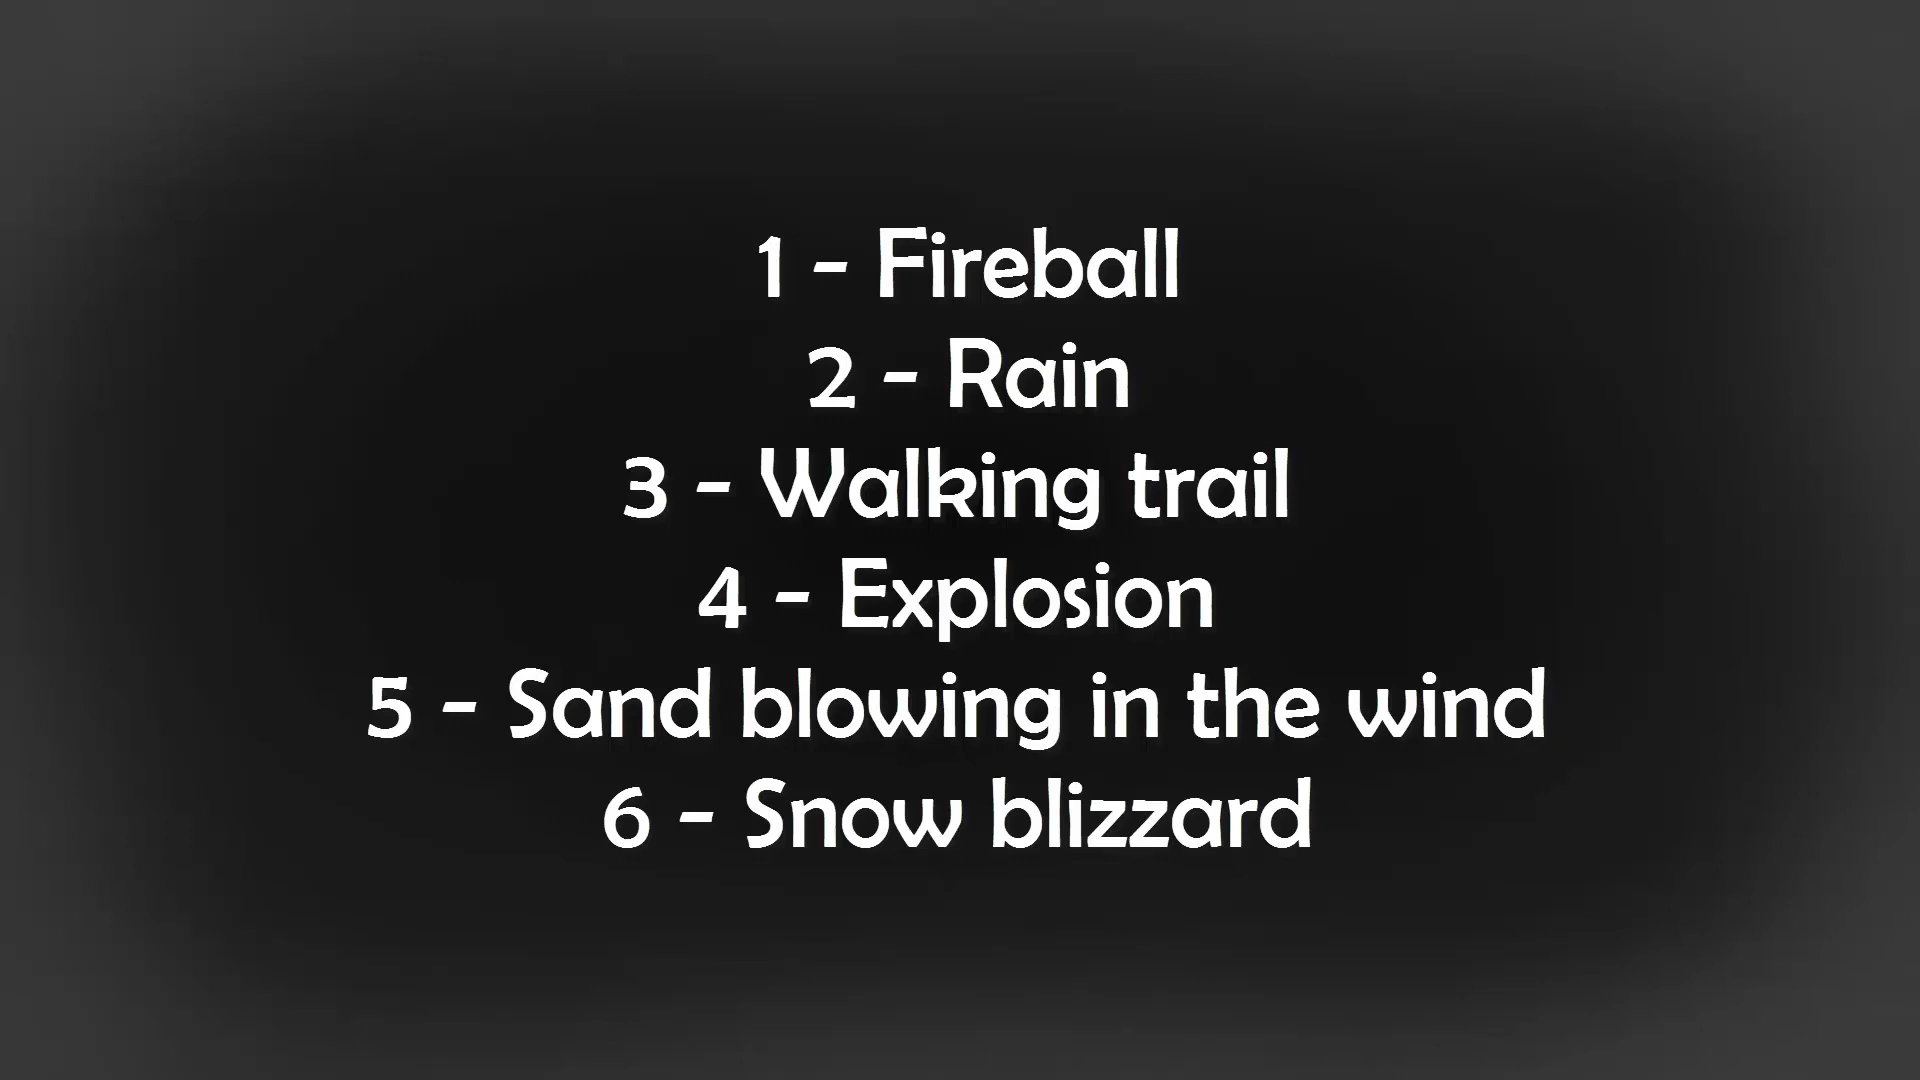 1 - Fireball
2 - Rain
3 - Walking trail
4 - Explosion
5 - Sand blowing in the wind
6 - Snow blizzard